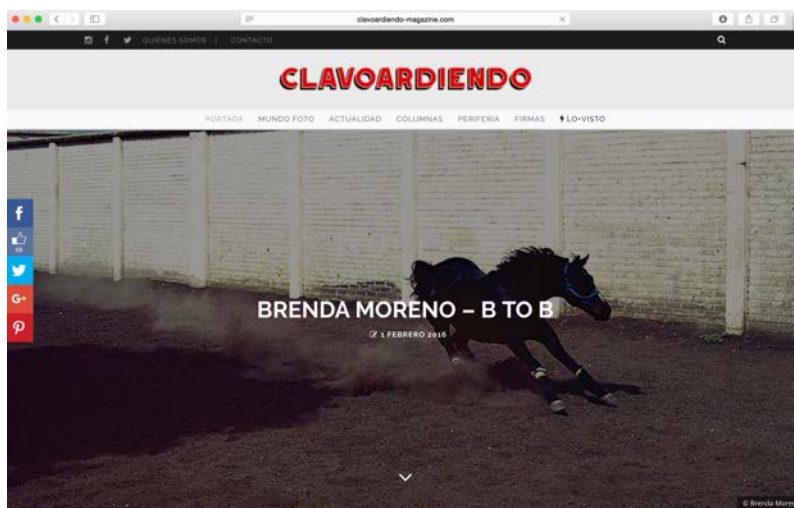 clavoardiendo-magazine.com
QUIÉNES SOMOS | CONTACTO
CLAVOARDIENDO
PORTADA MUNDO FOTO ACTUALIDAD COLUMNAS PERIFERIA FIRMAS LO+VISTO
f
G+
BRENDA MORENO – B TO B
1 FEBRERO 2016
© Brenda More